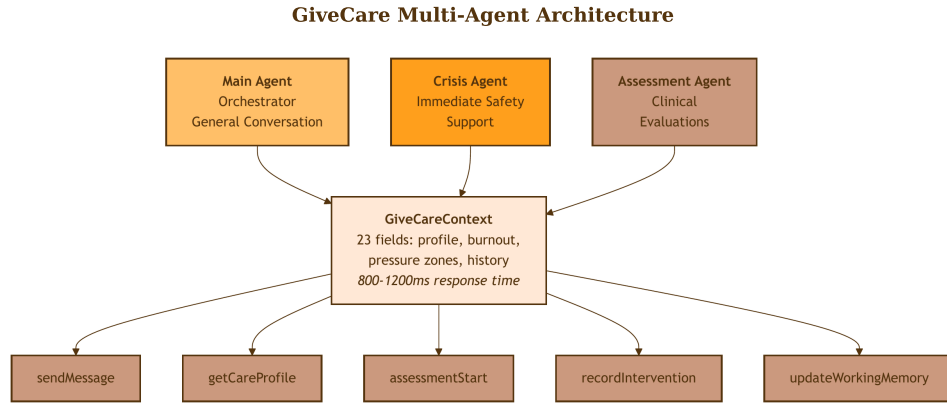 GiveCare Multi-Agent Architecture
Main Agent
Orchestrator
General Conversation
Crisis Agent
Immediate Safety
Support
Assessment Agent
Clinical
Evaluations
GiveCareContext
23 fields: profile, burnout,
pressure zones, history
800-1200ms response time
sendMessage
getCareProfile
assessmentStart
recordIntervention
updateWorkingMemory